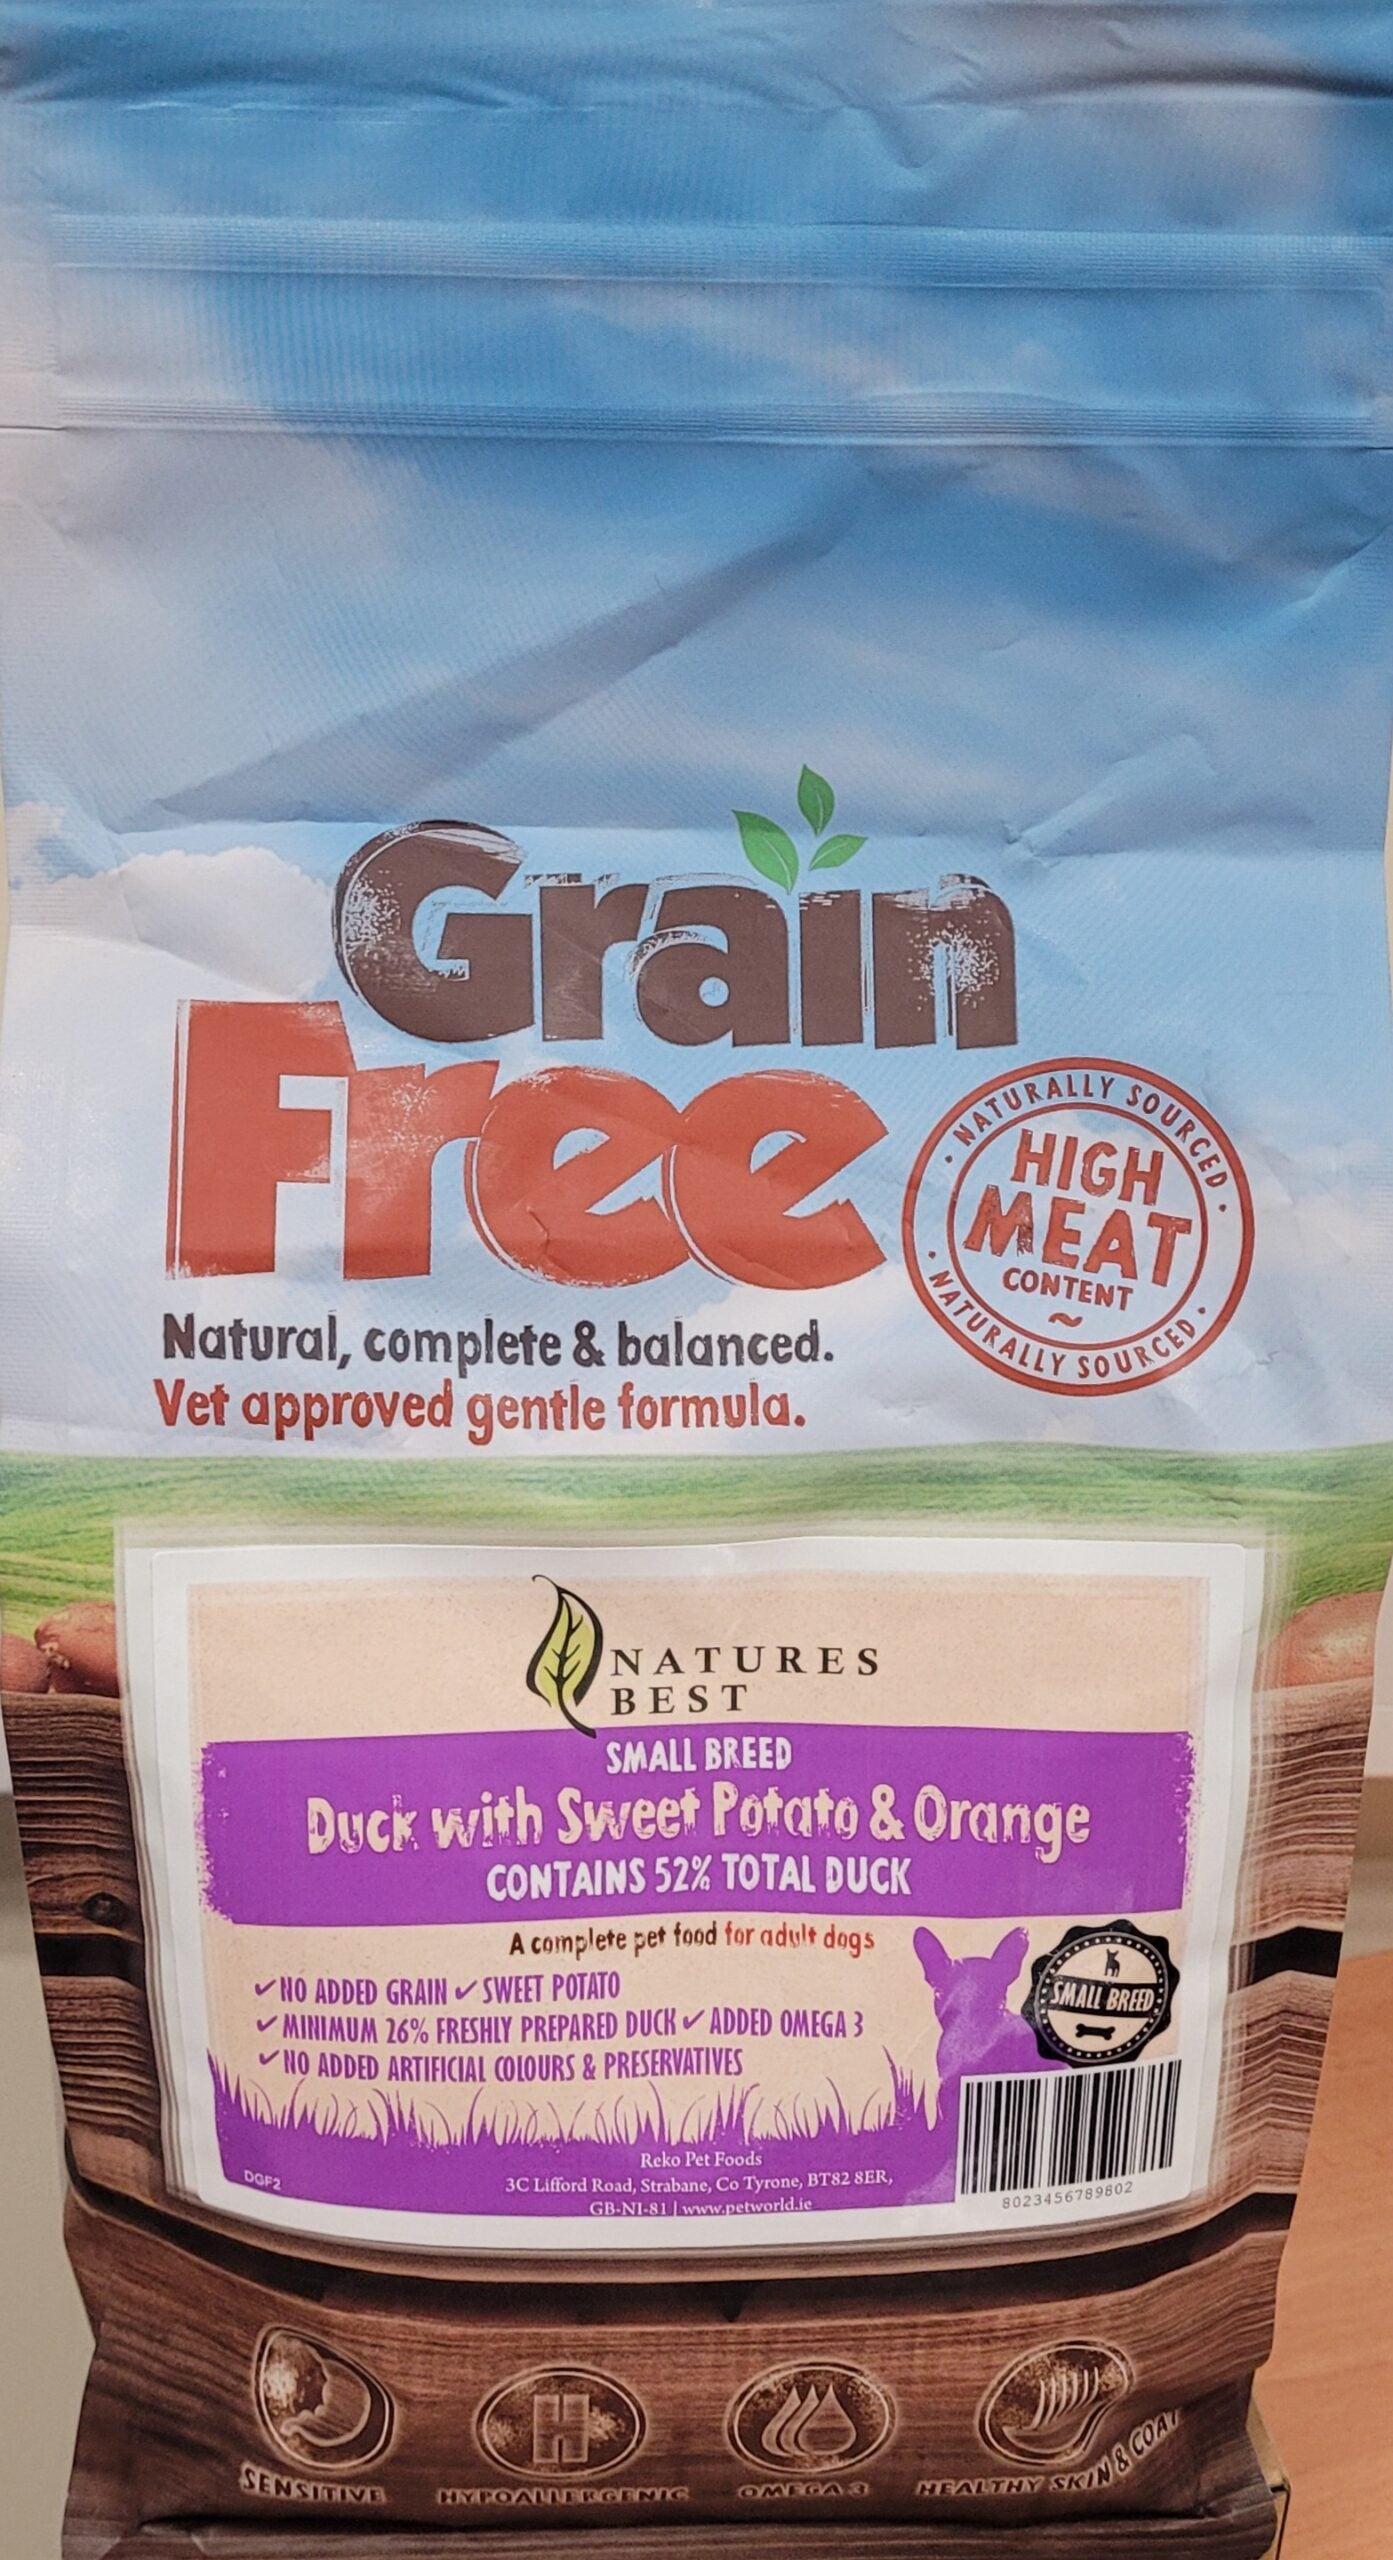 Grain
Free
NATURALLY SOURCED
HIGH
MEAT
CONTENT
~
NATURALLY SOURCED
Natural, complete & balanced.
Vet approved gentle formula.
NATURES
BEST
SMALL BREED
Duck with Sweet Potato & Orange
CONTAINS 52% TOTAL DUCK
A complete pet food for adult dogs
✓NO ADDED GRAIN ✓SWEET POTATO
✓MINIMUM 26% FRESHLY PREPARED DUCK ✓ADDED OMEGA 3
✓NO ADDED ARTIFICIAL COLOURS & PRESERVATIVES
SMALL BREED
Reko Pet Foods
3C Lifford Road, Strabane, Co Tyrone, BT82 8ER,
GB-NI-81 | www.petworld.ie
DGF2
8023456789802
H
SENSITIVE
HYPOALLERGENIC
OMEGA 3
HEALTHY SKIN & COAT